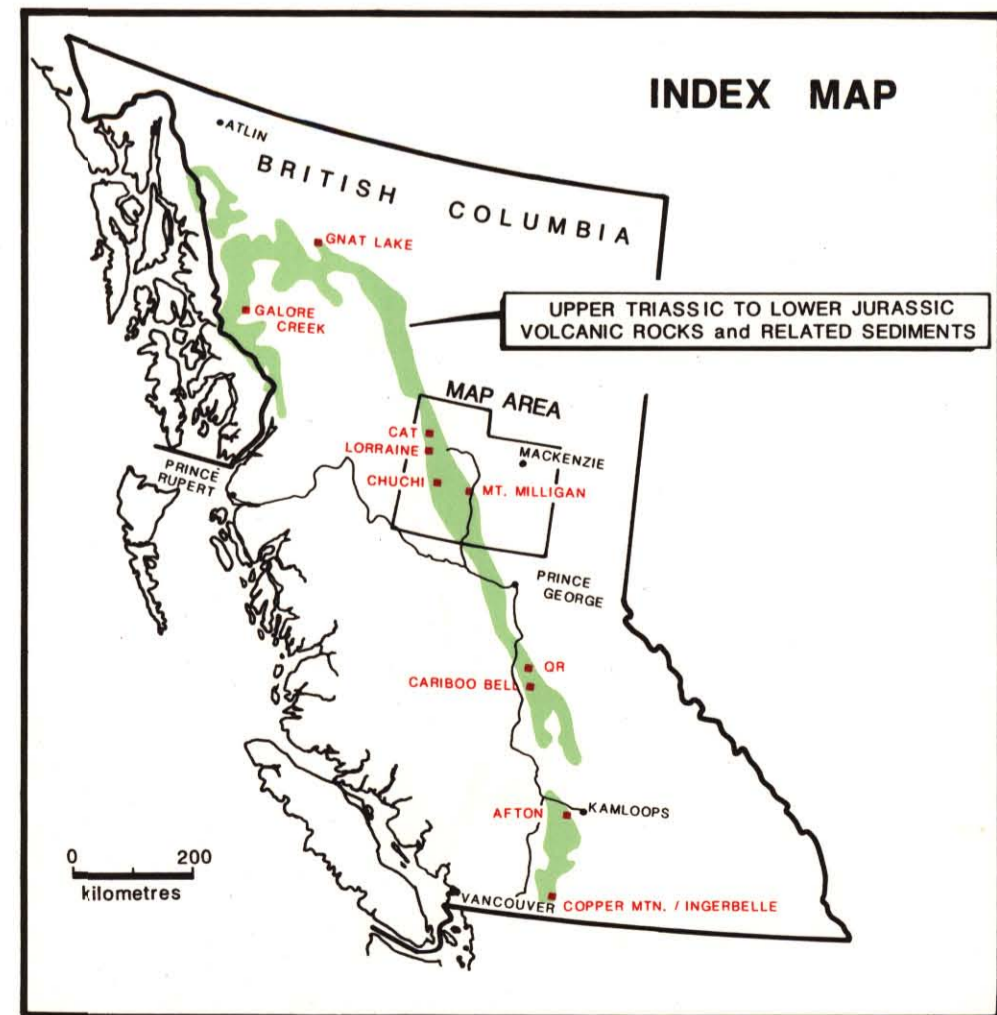 INDEX MAP
ATLIN
BRITISH COLUMBIA
GNAT LAKE
GALORE
CREEK
UPPER TRIASSIC TO LOWER JURASSIC
VOLCANIC ROCKS and RELATED SEDIMENTS
MAP AREA
CAT
LORRAINE
MACKENZIE
PRINCE
RUPERT
CHUCHI
MT. MILLIGAN
PRINCE
GEORGE
QR
CARIBOO BELL
AFTON
KAMLOOPS
0 200
kilometres
VANCOUVER
COPPER MTN. / INGERBELLE